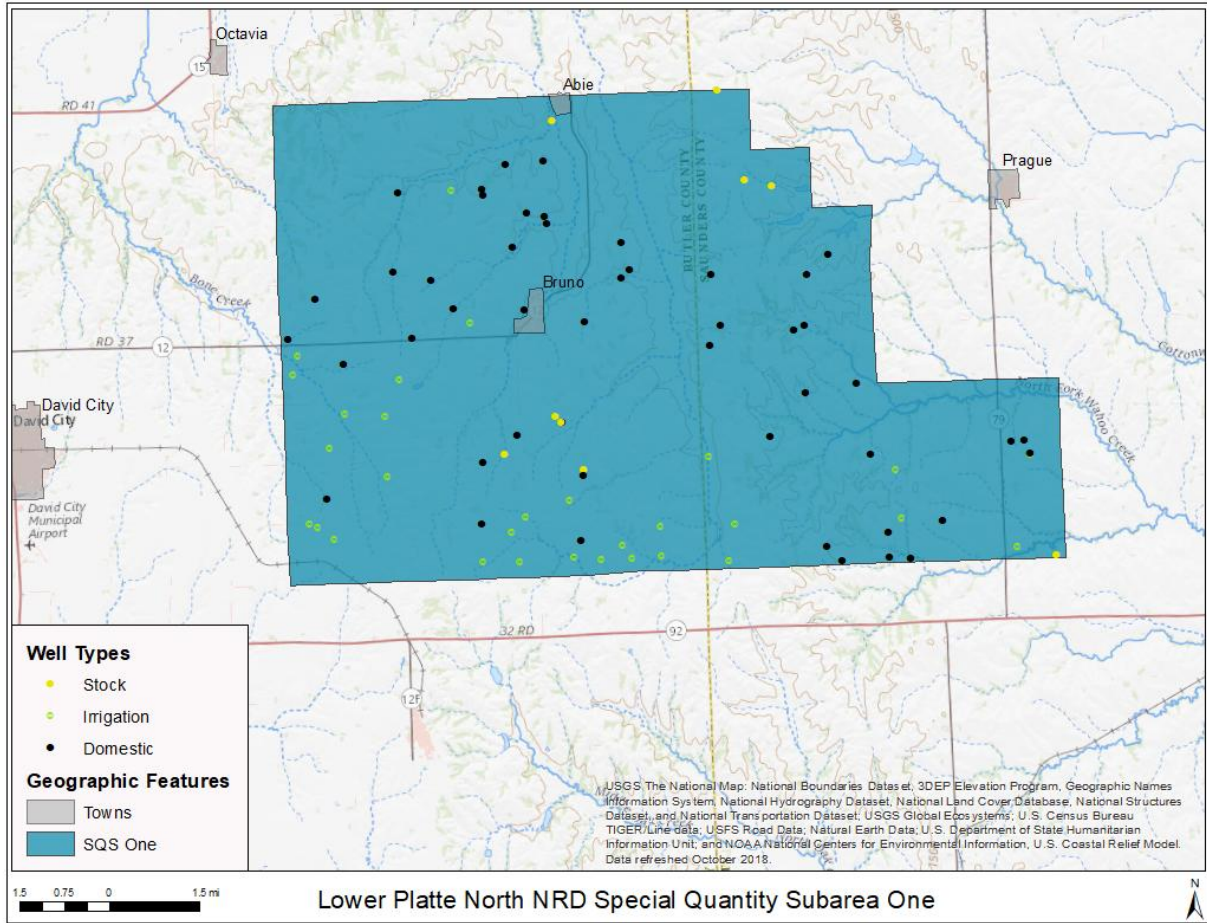 Octavia
15
1500
RD 41
Abie
Prague
BUTLER COUNTY
SAUNDERS COUNTY
Bone Creek
Bruno
RD 37
12
Cottonw
North Fork Wahoo Creek
David City
David City
79
David City
Municipal
Airport
32 RD
92
12f
Well Types
Stock
Irrigation
Domestic
Geographic Features
Towns
SQS One
USGS The National Map: National Boundaries Dataset, 3DEP Elevation Program, Geographic Names
Information System, National Hydrography Dataset, National Land Cover Database, National Structures
Dataset, and National Transportation Dataset; USGS Global Ecosystems; U.S. Census Bureau
TIGER/Line data; USFS Road Data; Natural Earth Data; U.S. Department of State Humanitarian
Information Unit; and NOAA National Centers for Environmental Information, U.S. Coastal Relief Model.
Data refreshed October 2018.
1.5 0.75 0 1.5 mi
Lower Platte North NRD Special Quantity Subarea One
N